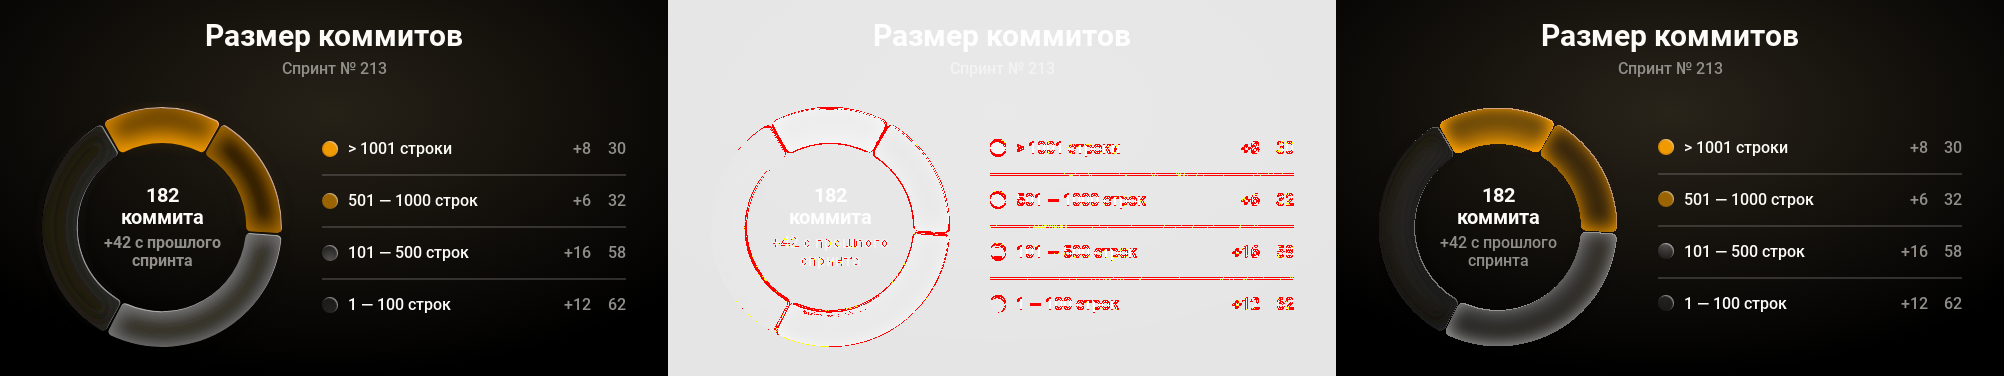 Размер коммитов
Спринт № 213
182
коммита
+42 с прошлого
спринта
> 1001 строки +8 30
501 — 1000 строк +6 32
101 — 500 строк +16 58
1 — 100 строк +12 62
Размер коммитов
Спринт № 213
182
коммита
+42 с прошлого
спринта
> 1001 строки +8 30
501 — 1000 строк +6 32
101 — 500 строк +16 58
1 — 100 строк +12 62
Размер коммитов
Спринт № 213
182
коммита
+42 с прошлого
спринта
> 1001 строки +8 30
501 — 1000 строк +6 32
101 — 500 строк +16 58
1 — 100 строк +12 62